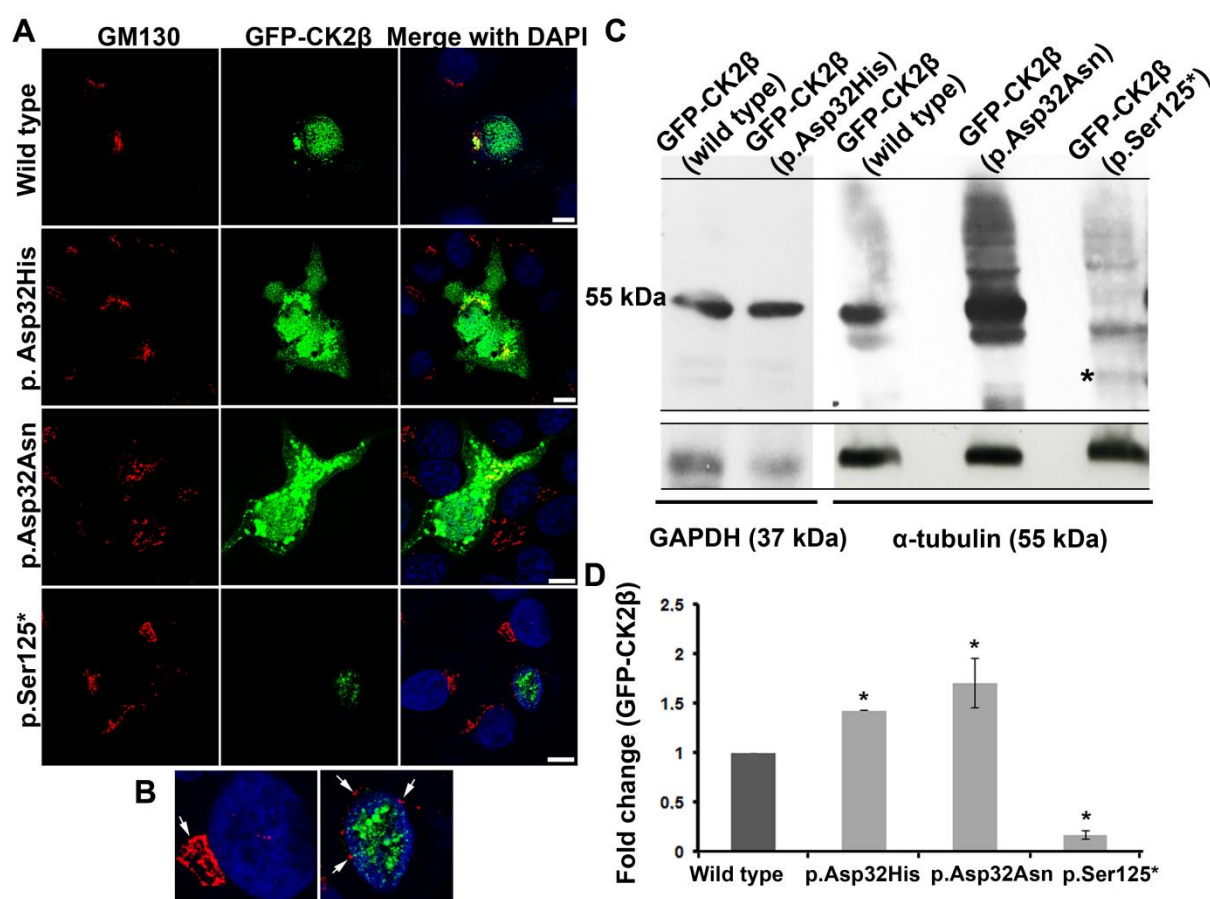 A
GM130
GFP-CK2β
Merge with DAPI
Wild type
p. Asp32His
p.Asp32Asn
p.Ser125*
B
C
GFP-CK2β
(wild type)
GFP-CK2β
(p.Asp32His)
GFP-CK2β
(wild type)
GFP-CK2β
(p.Asp32Asn)
GFP-CK2β
(p.Ser125*)
55 kDa
*
GAPDH (37 kDa)
α-tubulin (55 kDa)
D
Fold change (GFP-CK2β)
2.5
2
1.5
1
0.5
0
*
*
*
Wild type
p.Asp32His
p.Asp32Asn
p.Ser125*